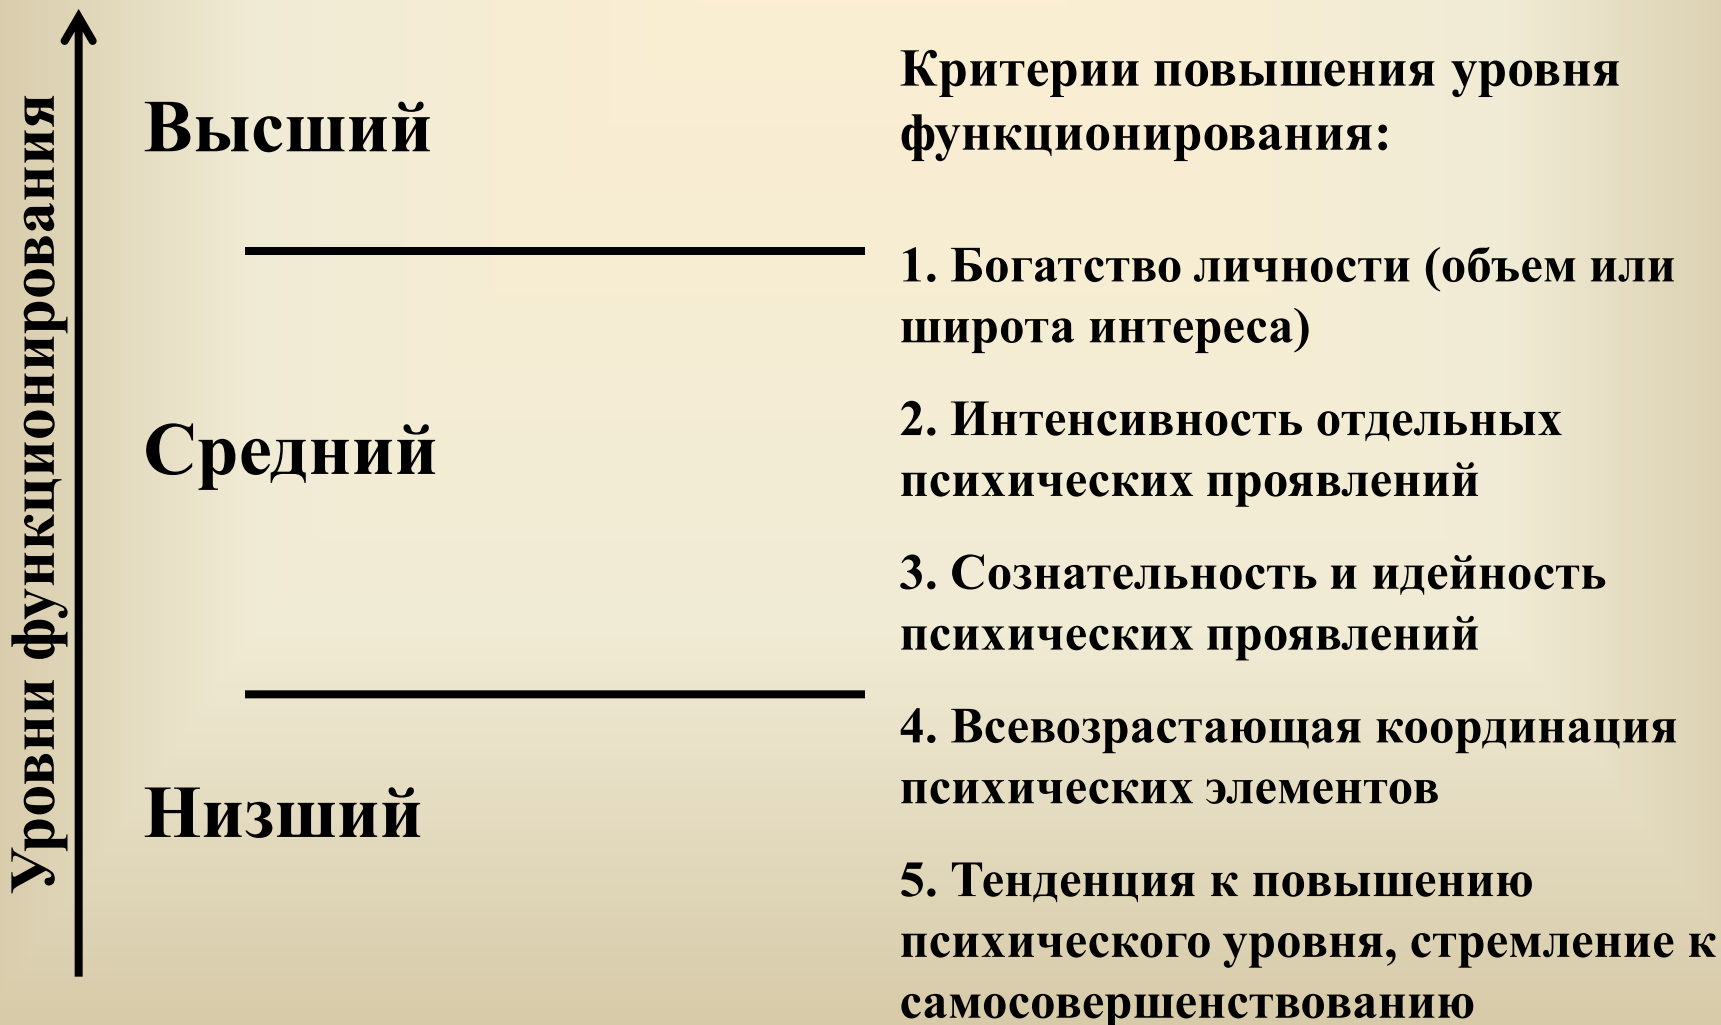 Уровни функционирования
Высший
Средний
Низший
Критерии повышения уровня
функционирования:
1. Богатство личности (объем или
широта интереса)
2. Интенсивность отдельных
психических проявлений
3. Сознательность и идейность
психических проявлений
4. Всевозрастающая координация
психических элементов
5. Тенденция к повышению
психического уровня, стремление к
самосовершенствованию